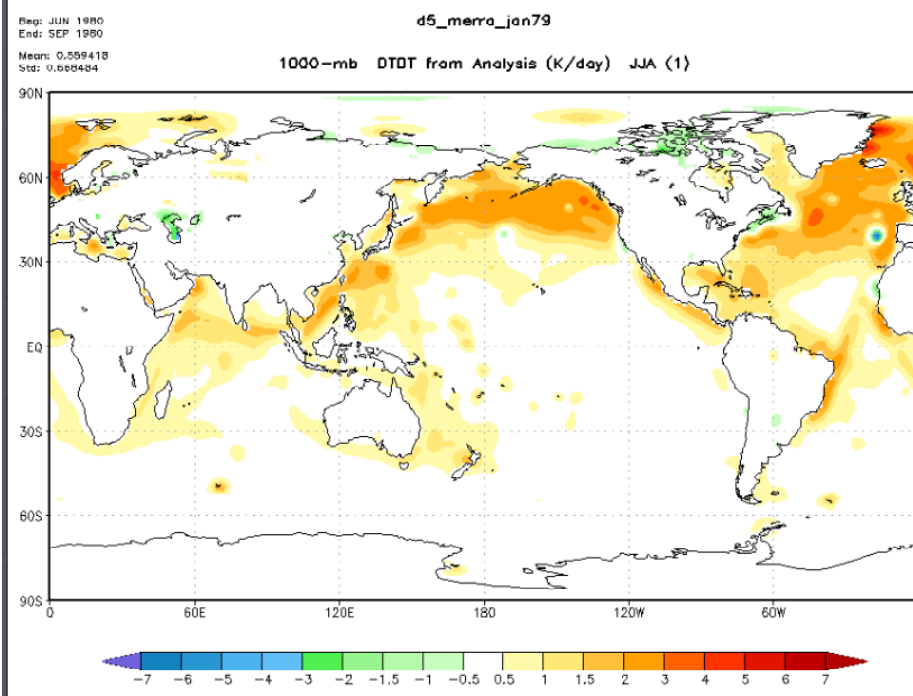 Beg: JUN 1980
End: SEP 1980
Mean: 0.559418
Std: 0.668484
d5_merra_jan79
1000-mb DTDT from Analysis (K/day) JJA (1)
90N
60N
30N
EQ
30S
60S
90S
0 60E 120E 180 120W 60W
-7 -6 -5 -4 -3 -2 -1.5 -1 -0.5 0.5 1 1.5 2 3 4 5 6 7